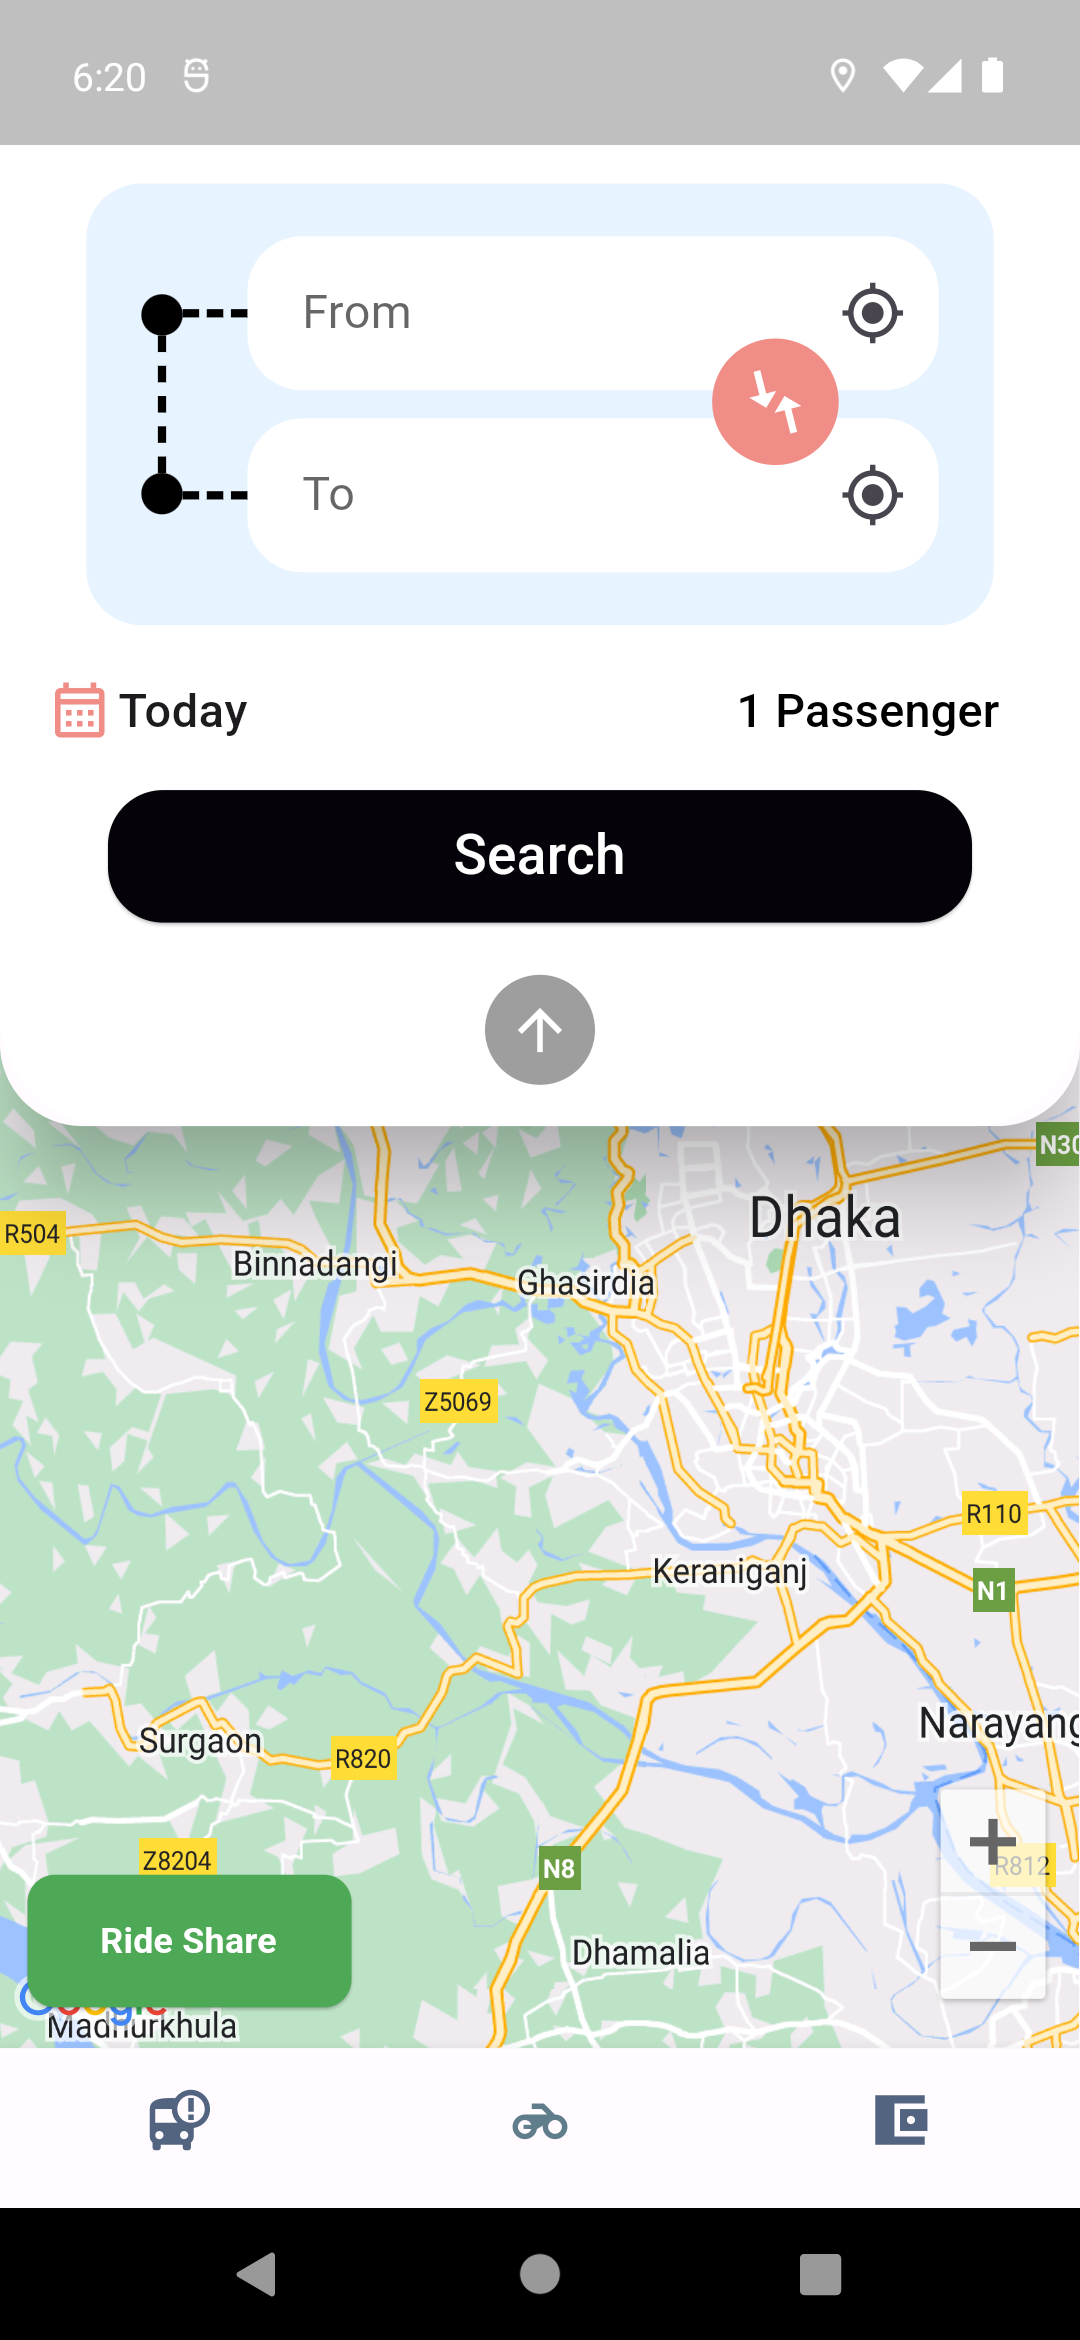 6:20
From
To
Today
1 Passenger
Search
N30
Dhaka
R504
Binnadangi
Ghasirdia
Z5069
R110
Keraniganj
N1
Narayang
Surgaon
R820
R812
Z8204
N8
Ride Share
Dhamalia
Google
Madhurkhula